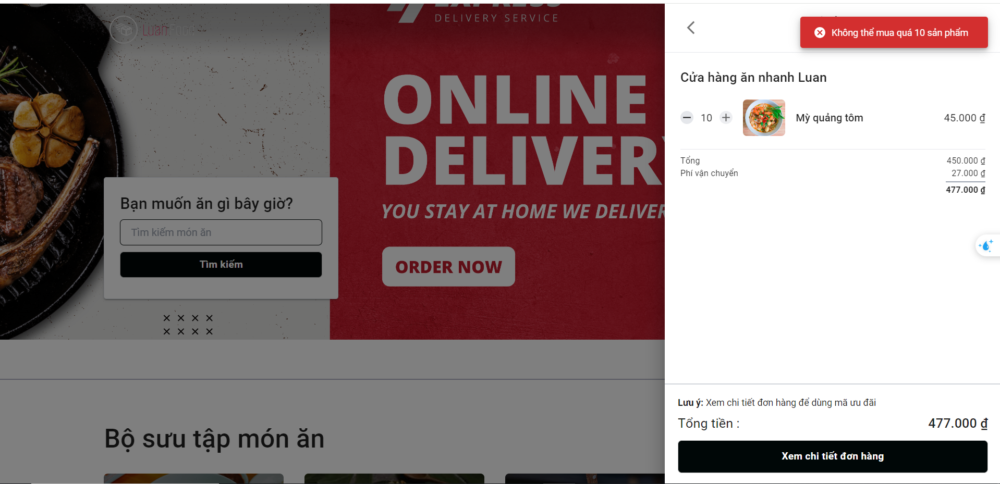 EXPRESS
DELIVERY SERVICE
Luan Food
ONLINE
DELIVERY
YOU STAY AT HOME WE DELIVER
ORDER NOW
Bạn muốn ăn gì bây giờ?
Tìm kiếm món ăn
Tìm kiếm
Bộ sưu tập món ăn
Không thể mua quá 10 sản phẩm
Cửa hàng ăn nhanh Luan
10 Mỳ quảng tôm 45.000 ₫
Tổng 450.000 ₫
Phí vận chuyển 27.000 ₫
477.000 ₫
Lưu ý: Xem chi tiết đơn hàng để dùng mã ưu đãi
Tổng tiền : 477.000 ₫
Xem chi tiết đơn hàng